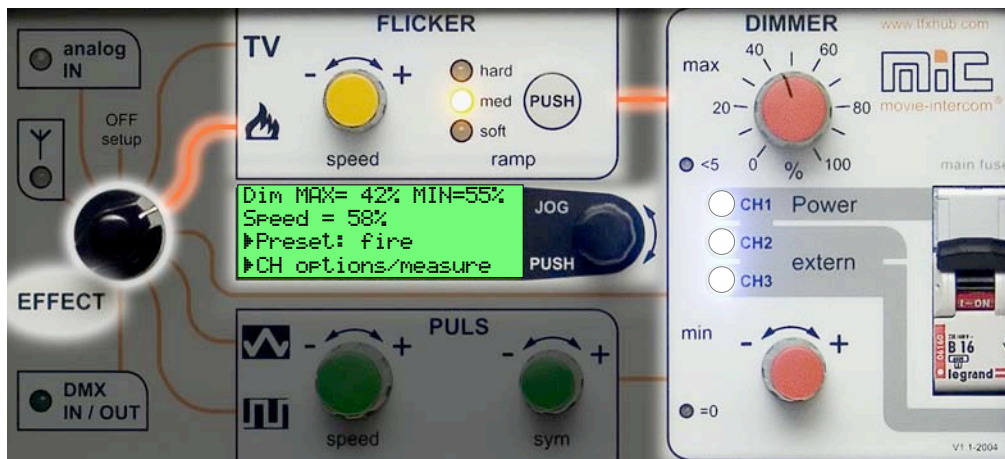 analog
IN
OFF
setup
EFFECT
DMX
IN / OUT
FLICKER
TV
- +
speed
hard
med
soft
ramp
PUSH
Dim MAX= 42% MIN=55%
Speed = 58%
Preset: fire
CH options/measure
JOG
PUSH
PULS
- +
speed
- +
sym
DIMMER
www.lfxhub.com
max
0
20
40
60
80
100
%
<5
mic
movie-intercom®
main fuse
CH1 Power
CH2
extern
CH3
min
- +
=0
I-ON
06160
B 16
legrand
V1.1-2004